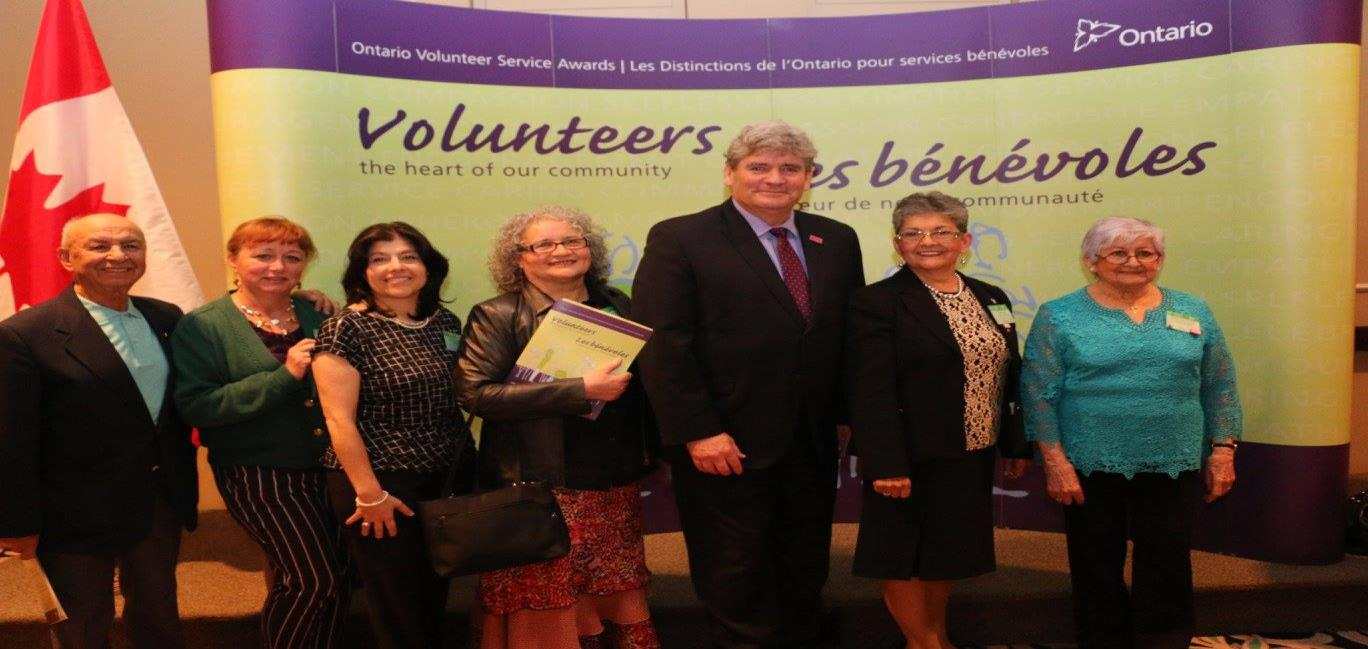 Ontario Volunteer Service Awards | Les Distinctions de l'Ontario pour services bénévoles
Ontario
Volunteers
the heart of our community
es bénévoles
eur de no communauté
Volunteers
Les bénévoles